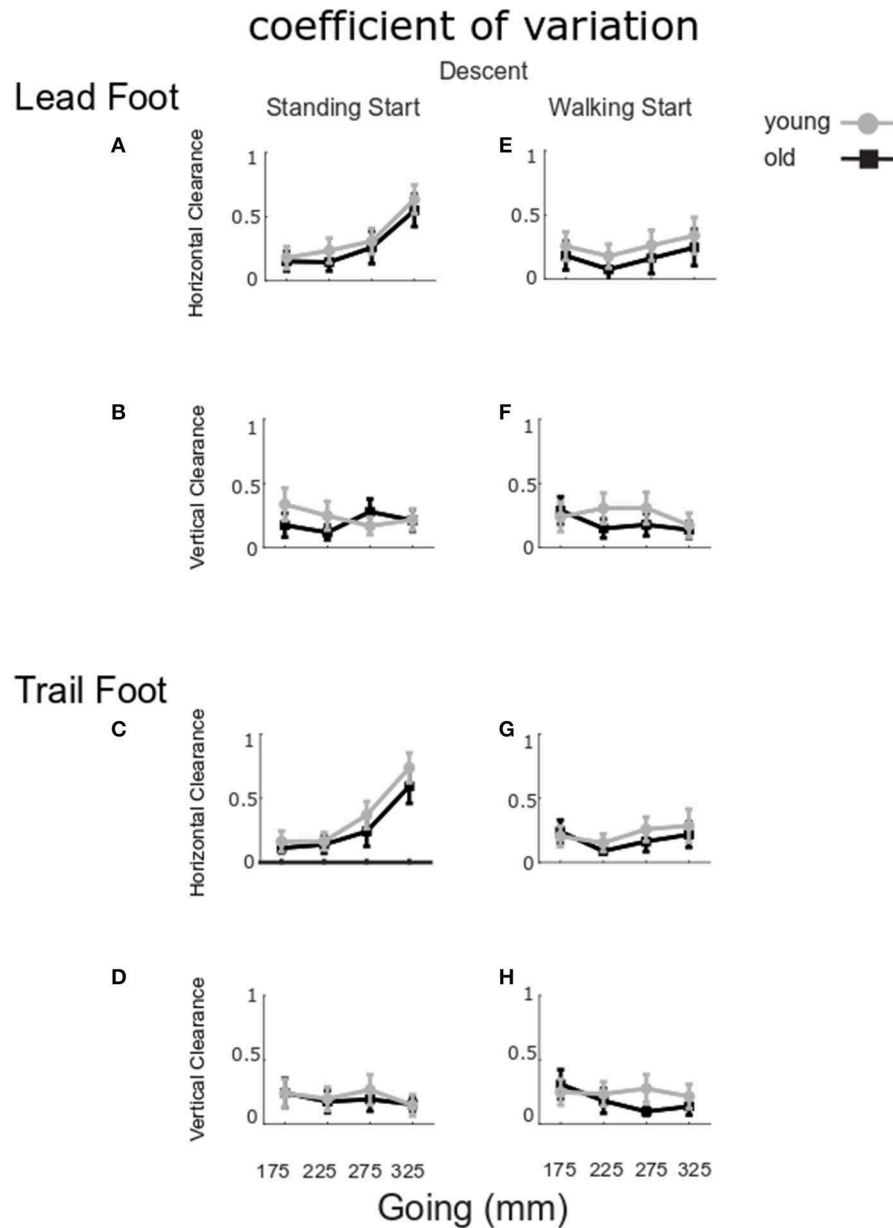 coefficient of variation
Descent
Lead Foot
Standing Start
Walking Start
young
old
A
Horizontal Clearance
1
0.5
0
E
1
0.5
0
B
Vertical Clearance
1
0.5
0
F
1
0.5
0
Trail Foot
C
Horizontal Clearance
1
0.5
0
G
1
0.5
0
D
Vertical Clearance
1
0.5
0
H
1
0.5
0
175 225 275 325
175 225 275 325
Going (mm)